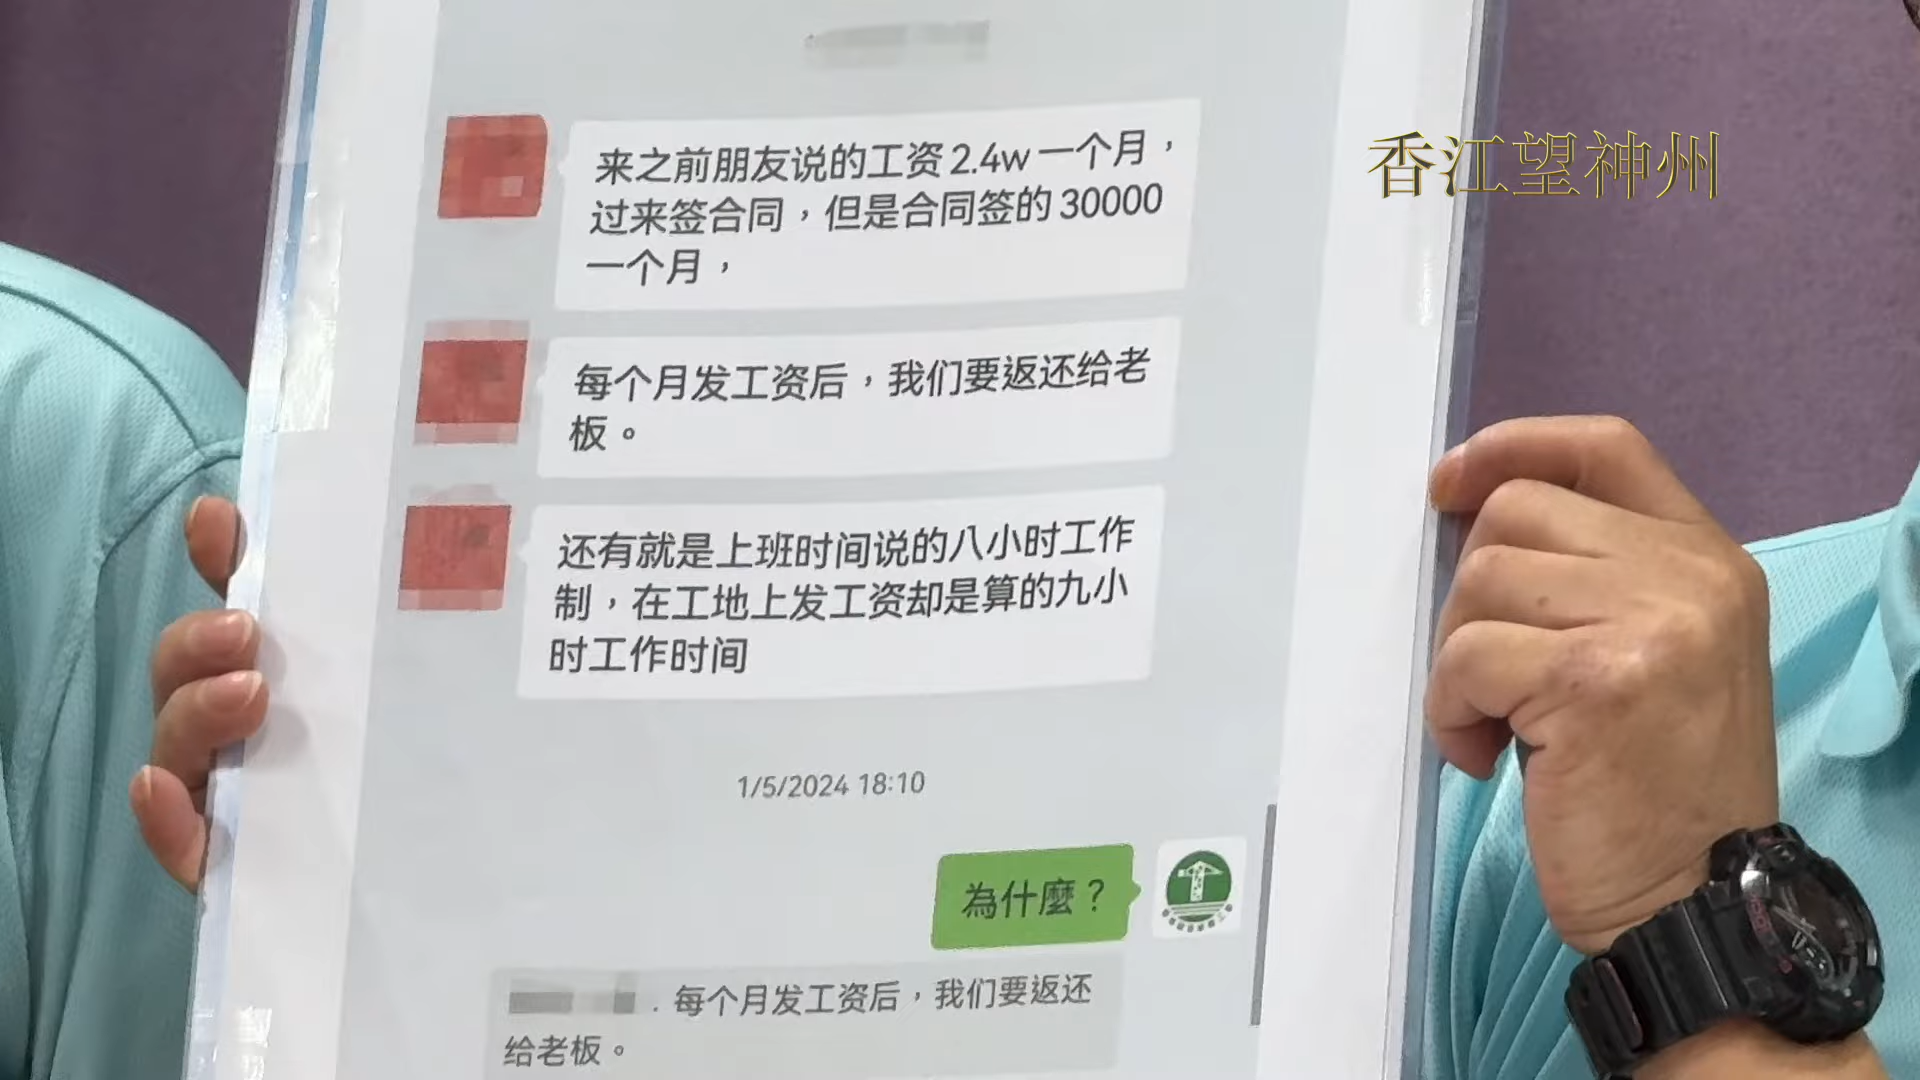 香江望神州
来之前朋友说的工资2.4w一个月，
过来签合同，但是合同签的30000
一个月，
每个月发工资后，我们要返还给老
板。
还有就是上班时间说的八小时工作
制，在工地上发工资却是算的九小
时工作时间
1/5/2024 18:10
為什麼？
每个月发工资后，我们要返还
给老板。